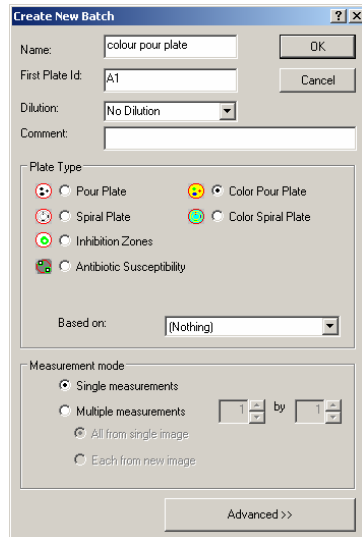 Create New Batch
Name: colour pour plate OK
First Plate Id: A1 Cancel
Dilution: No Dilution
Comment:
Plate Type
Pour Plate Color Pour Plate
Spiral Plate Color Spiral Plate
Inhibition Zones
Antibiotic Susceptibility
Based on: (Nothing)
Measurement mode
Single measurements
Multiple measurements 1 by 1
All from single image
Each from new image
Advanced >>